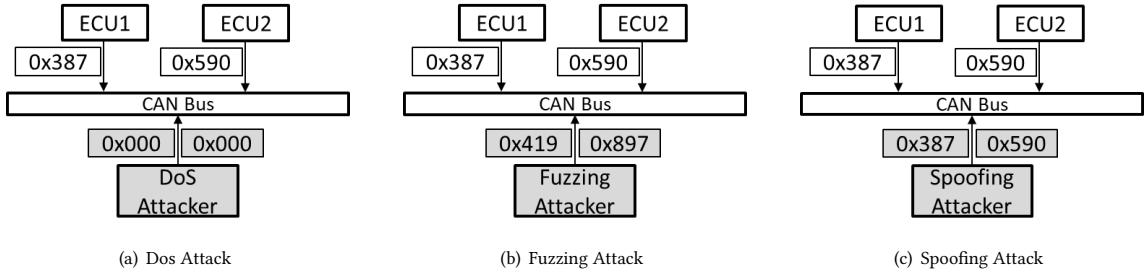 ECU1
ECU2
0x387
0x590
CAN Bus
0x000
0x000
DoS
Attacker
(a) Dos Attack
ECU1
ECU2
0x387
0x590
CAN Bus
0x419
0x897
Fuzzing
Attacker
(b) Fuzzing Attack
ECU1
ECU2
0x387
0x590
CAN Bus
0x387
0x590
Spoofing
Attacker
(c) Spoofing Attack